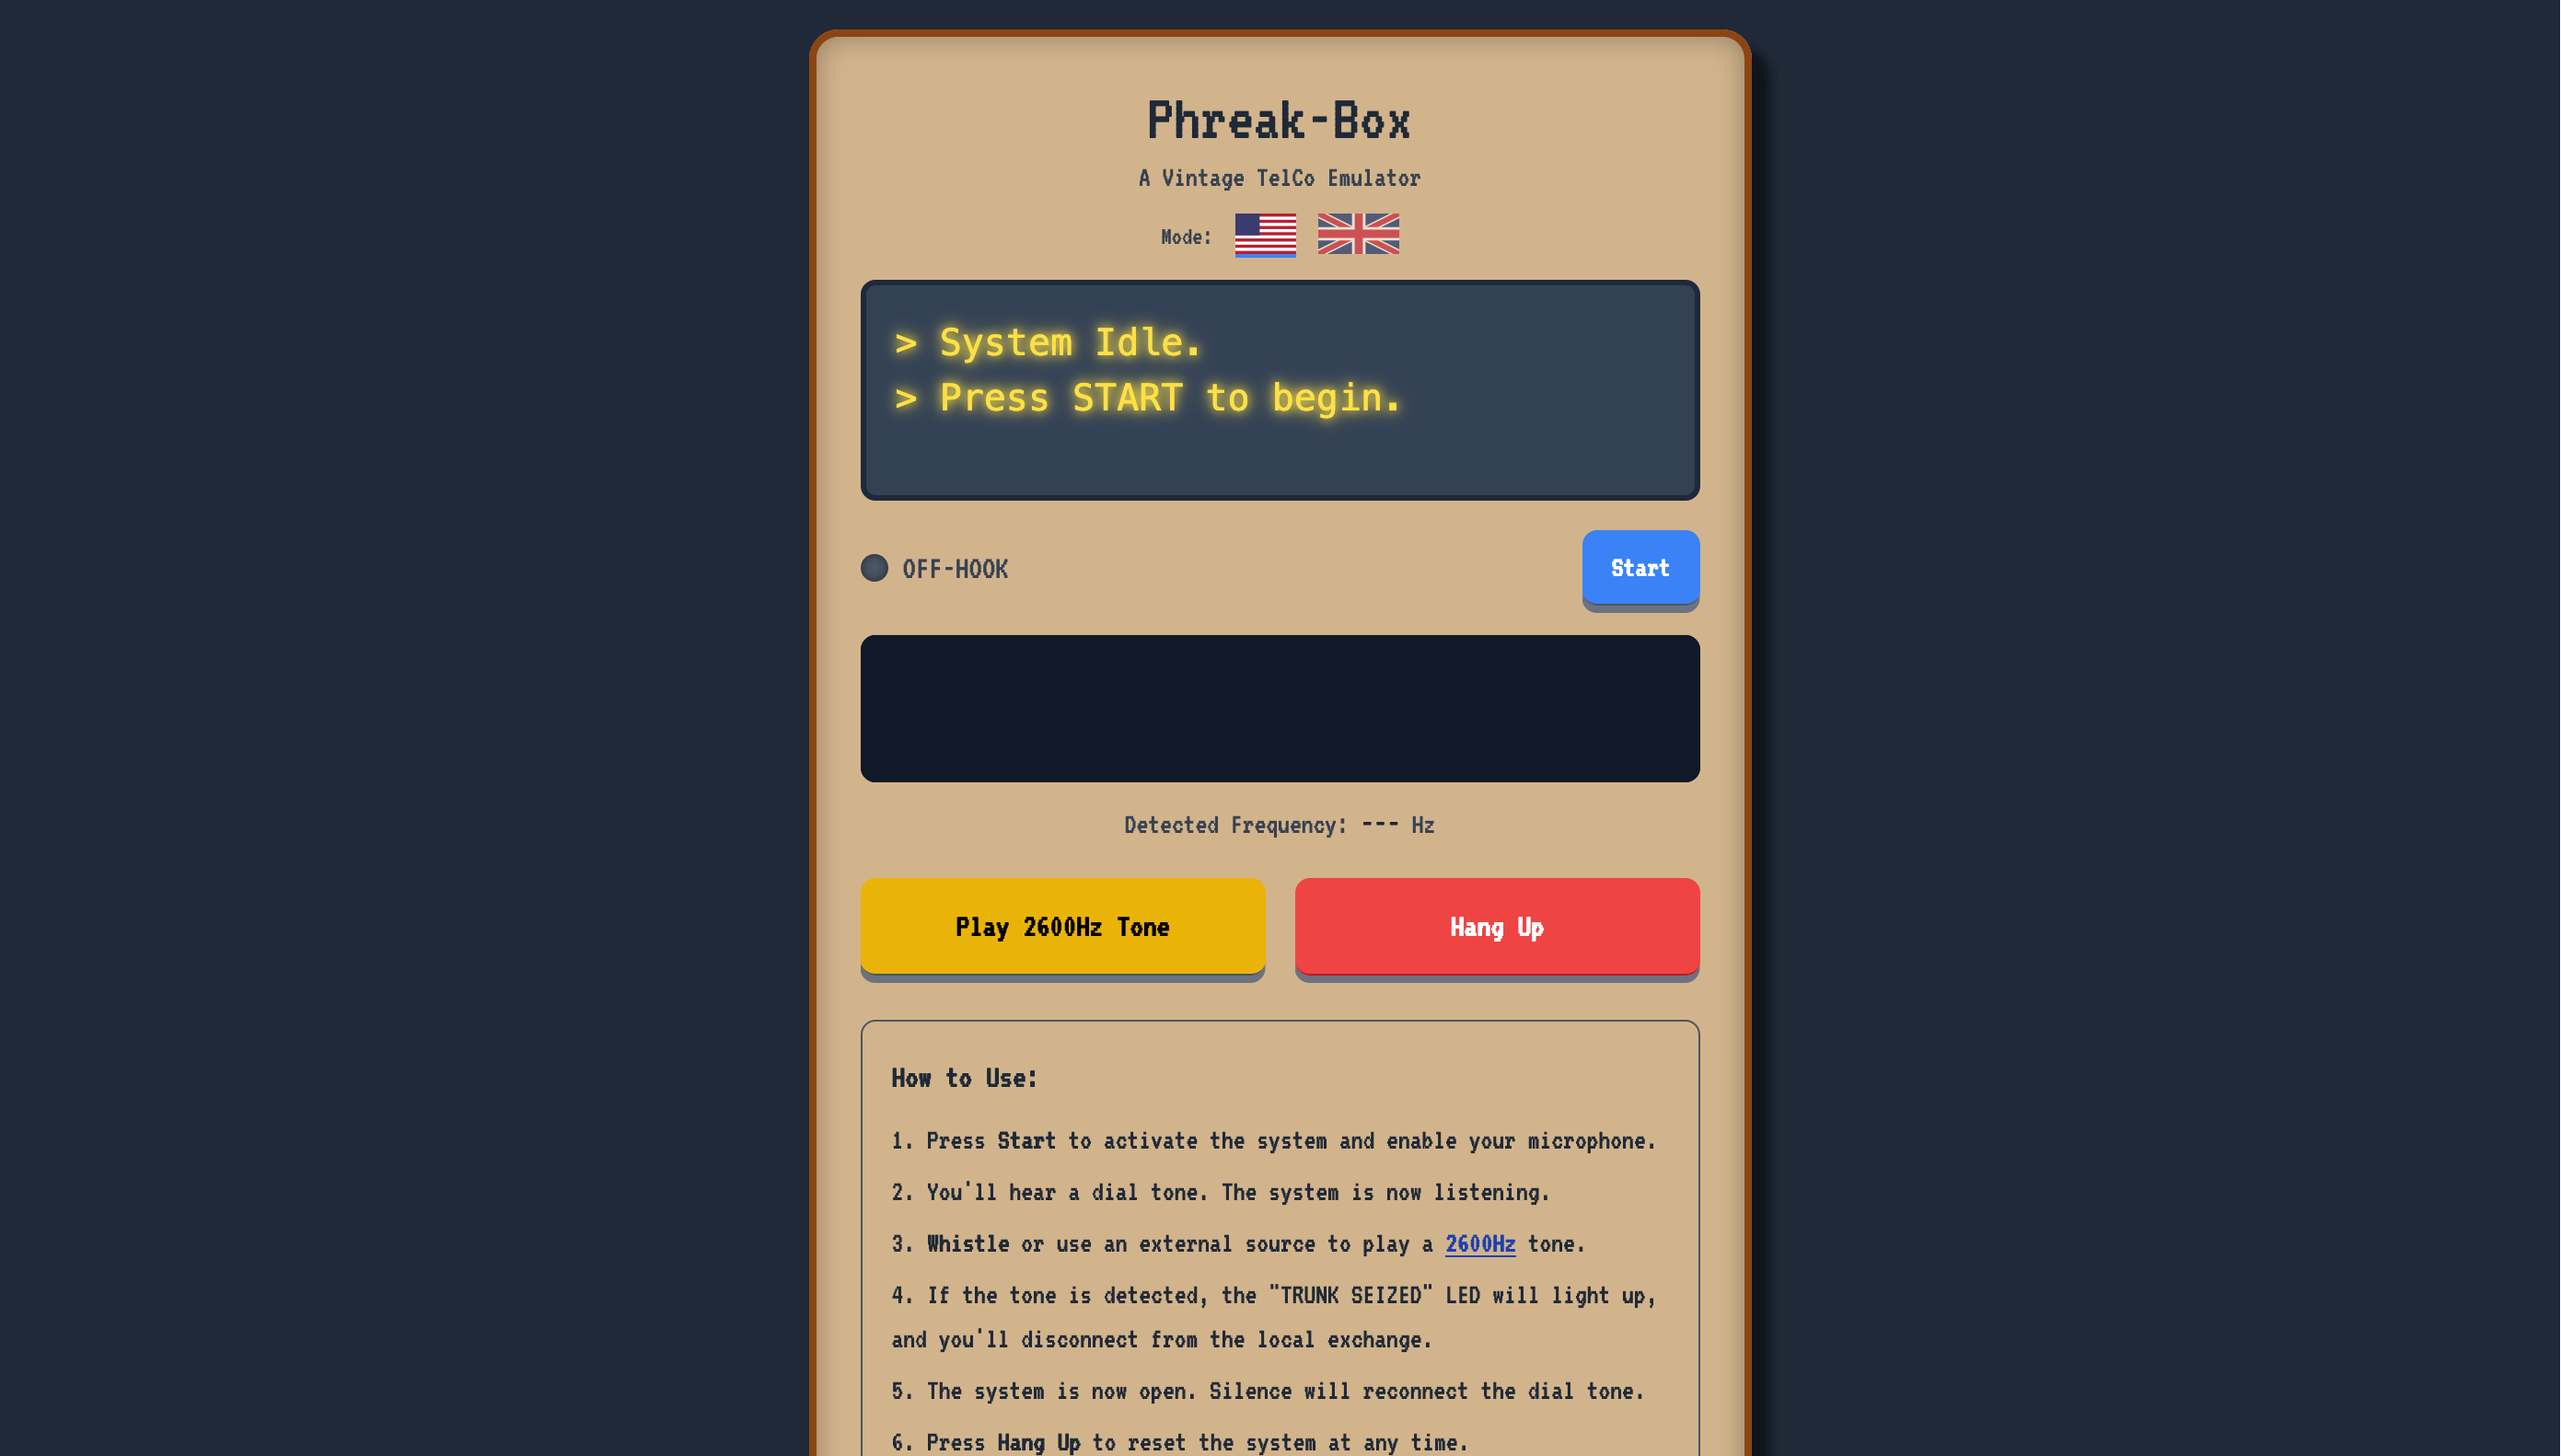 Phreak-Box
A Vintage TelCo Emulator
Mode:
> System Idle.
> Press START to begin.
OFF-HOOK
Start
Detected Frequency: --- Hz
Play 2600Hz Tone
Hang Up
How to Use:
1. Press Start to activate the system and enable your microphone.
2. You'll hear a dial tone. The system is now listening.
3. Whistle or use an external source to play a 2600Hz tone.
4. If the tone is detected, the "TRUNK SEIZED" LED will light up,
and you'll disconnect from the local exchange.
5. The system is now open. Silence will reconnect the dial tone.
6. Press Hang Up to reset the system at any time.